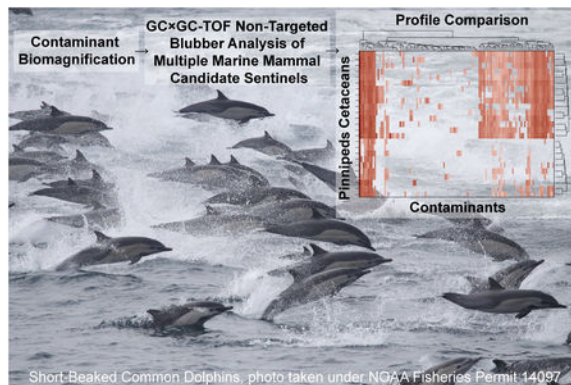 Contaminant
Biomagnification
GC×GC-TOF Non-Targeted
Blubber Analysis of
Multiple Marine Mammal
Candidate Sentinels
Profile Comparison
Pinnipeds Cetaceans
Contaminants
Short-Beaked Common Dolphins, photo taken under NOAA Fisheries Permit 14097